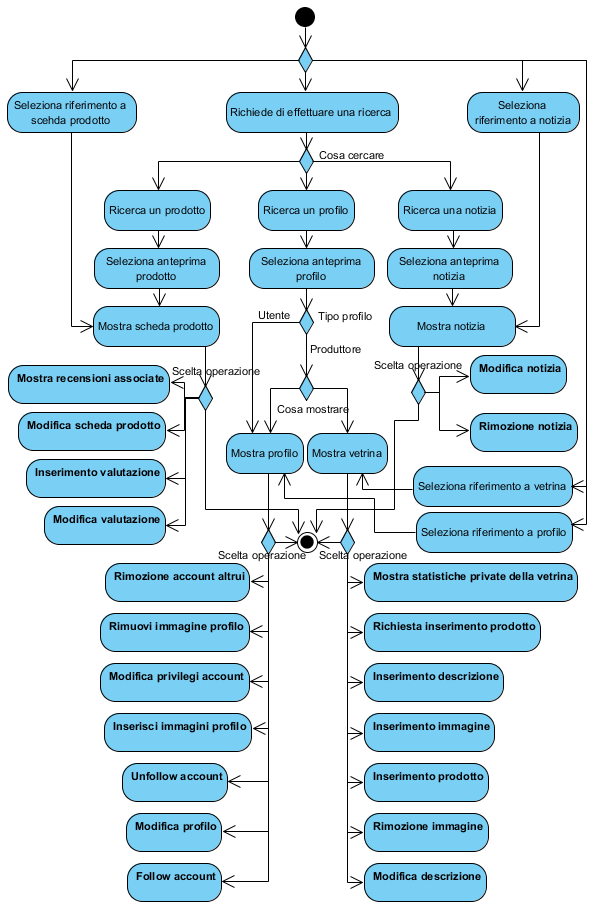 Seleziona riferimento a
scehda prodotto
Richiede di effettuare una ricerca
Seleziona
riferimento a notizia
Cosa cercare
Ricerca un prodotto
Ricerca un profilo
Ricerca una notizia
Seleziona anteprima
prodotto
Seleziona anteprima
profilo
Seleziona anteprima
notizia
Mostra scheda prodotto
Utente
Tipo profilo
Mostra notizia
Produttore
Scelta operazione
Scelta operazione
Mostra recensioni associate
Modifica notizia
Cosa mostrare
Modifica scheda prodotto
Rimozione notizia
Mostra profilo
Mostra vetrina
Inserimento valutazione
Seleziona riferimento a vetrina
Modifica valutazione
Seleziona riferimento a profilo
Scelta operazione
Scelta operazione
Rimozione account altrui
Mostra statistiche private della vetrina
Rimuovi immagine profilo
Richiesta inserimento prodotto
Modifica privilegi account
Inserimento descrizione
Inserisci immagini profilo
Inserimento immagine
Unfollow account
Inserimento prodotto
Modifica profilo
Rimozione immagine
Follow account
Modifica descrizione